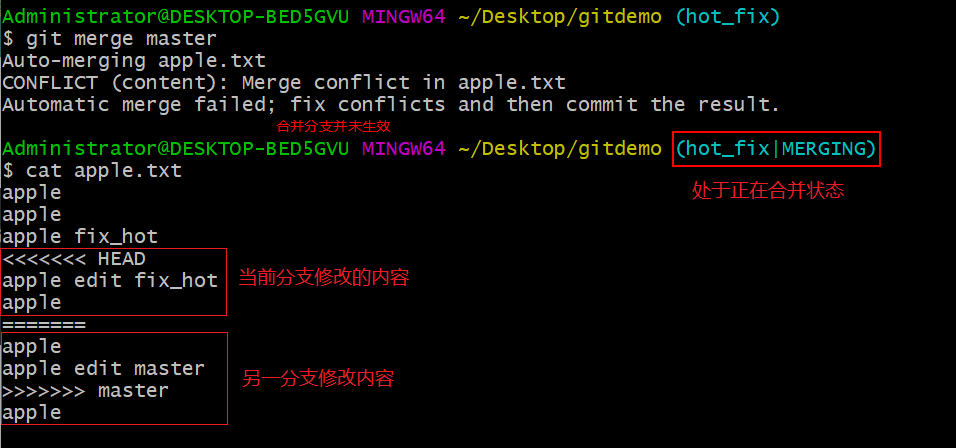 Administrator@DESKTOP-BED5GVU MINGW64 ~/Desktop/gitdemo (hot_fix)
$ git merge master
Auto-merging apple.txt
CONFLICT (content): Merge conflict in apple.txt
Automatic merge failed; fix conflicts and then commit the result.
合并分支并未生效
Administrator@DESKTOP-BED5GVU MINGW64 ~/Desktop/gitdemo (hot_fix|MERGING)
$ cat apple.txt
处于正在合并状态
apple
apple
apple fix_hot
<<<<<<< HEAD
apple edit fix_hot
当前分支修改的内容
apple
=======
apple
apple edit master
另一分支修改内容
>>>>>>> master
apple